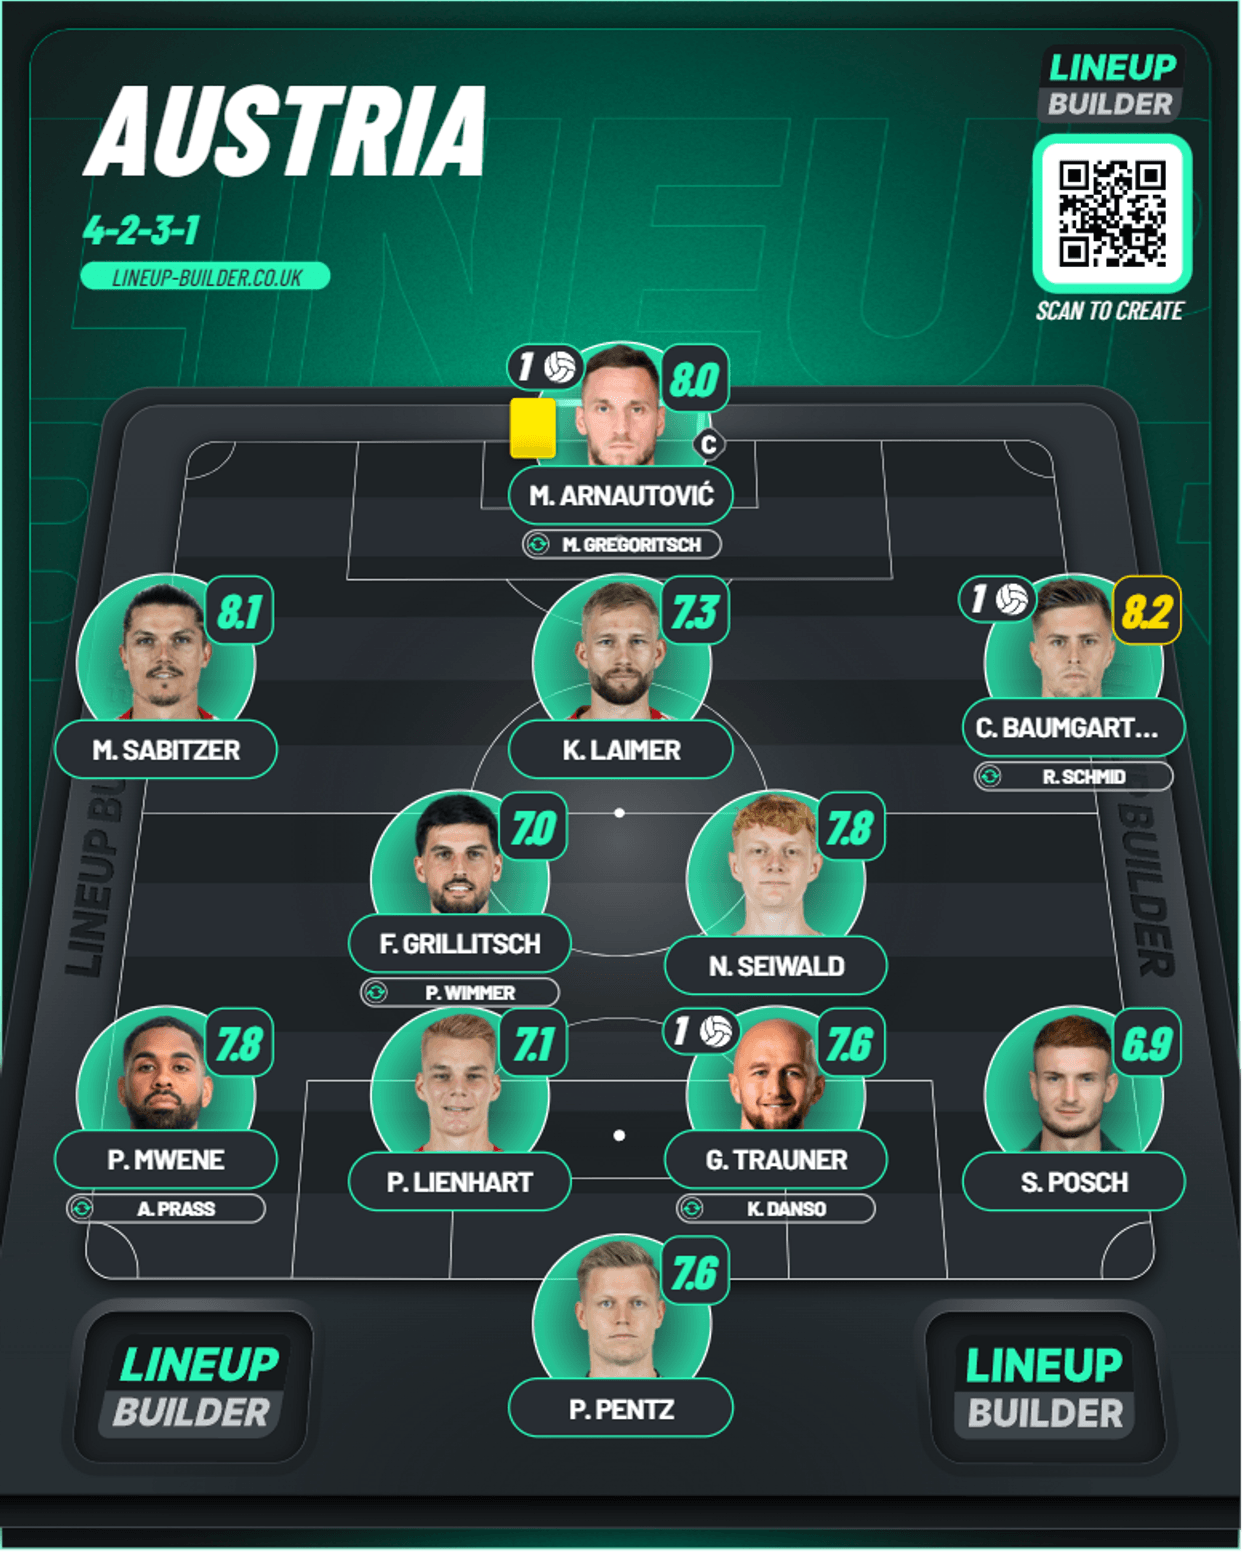 AUSTRIA
4-2-3-1
LINEUP-BUILDER.CO.UK
LINEUP
BUILDER
SCAN TO CREATE
1
8.0
C
M. ARNAUTOVIĆ
M. GREGORITSCH
8.1
M. SABITZER
7.3
K. LAIMER
1
8.2
C. BAUMGART...
R. SCHMID
7.0
F. GRILLITSCH
P. WIMMER
7.8
N. SEIWALD
7.8
P. MWENE
A. PRASS
7.1
P. LIENHART
1
7.6
G. TRAUNER
K. DANSO
6.9
S. POSCH
7.6
P. PENTZ
LINEUP BU
BUILDER
LINEUP
BUILDER
LINEUP
BUILDER